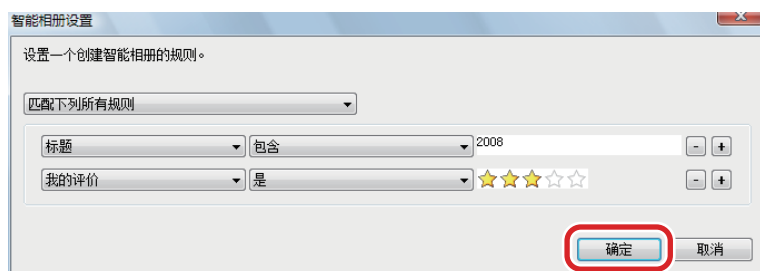 智能相册设置
设置一个创建智能相册的规则。
匹配下列所有规则
标题 包含 2008 - +
我的评价 是 - +
确定 取消